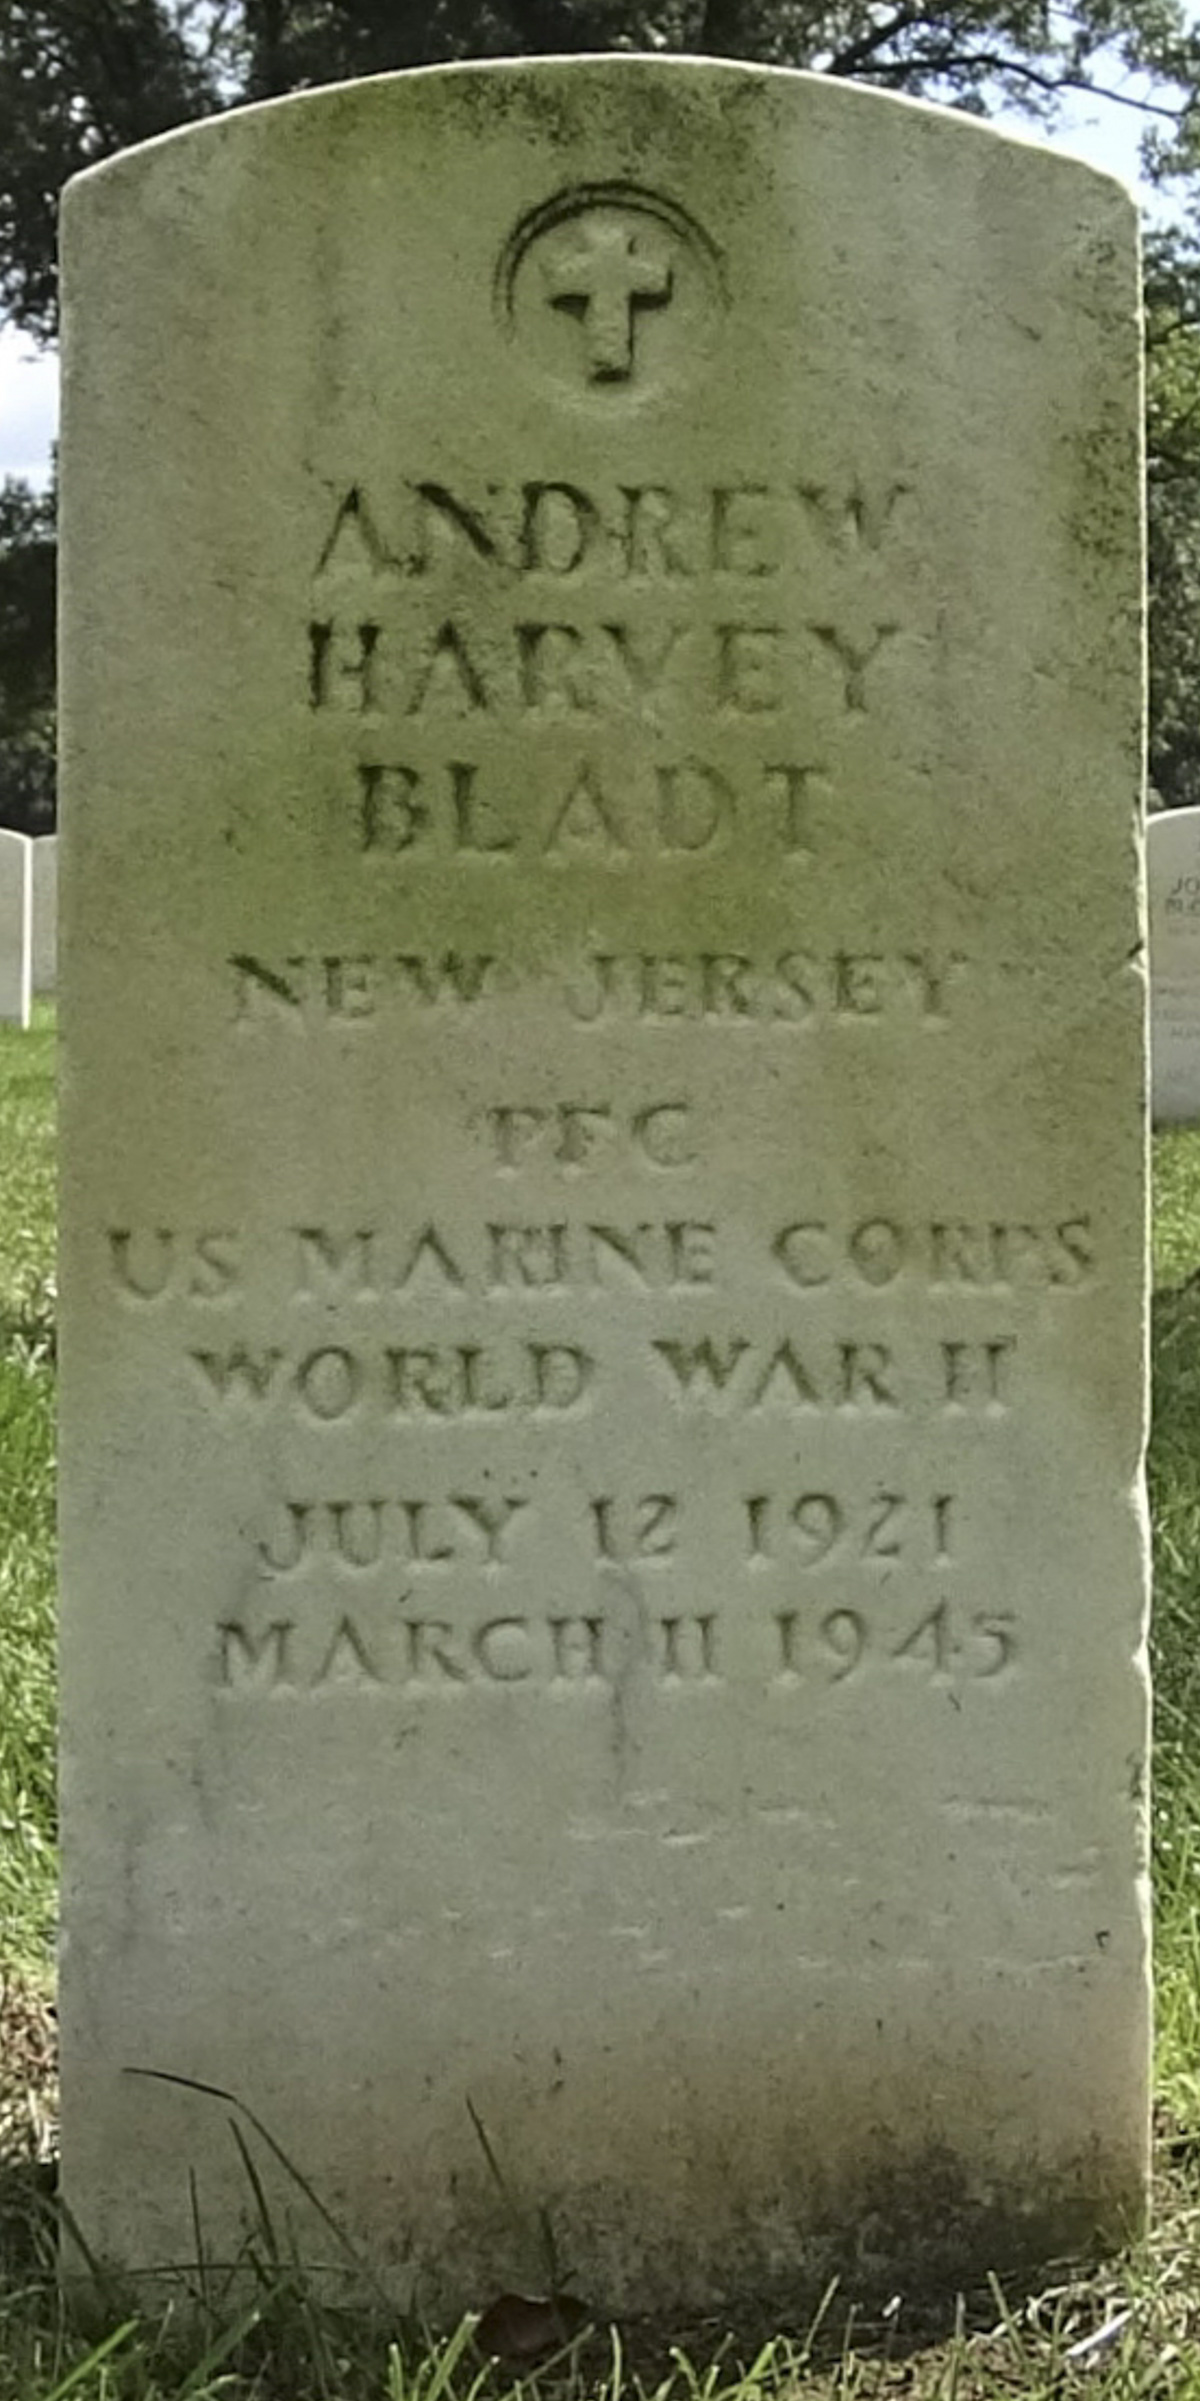 ANDREW
HARVEY
BLADT
NEW JERSEY
PFC
US MARINE CORPS
WORLD WAR II
JULY 12 1921
MARCH 11 1945